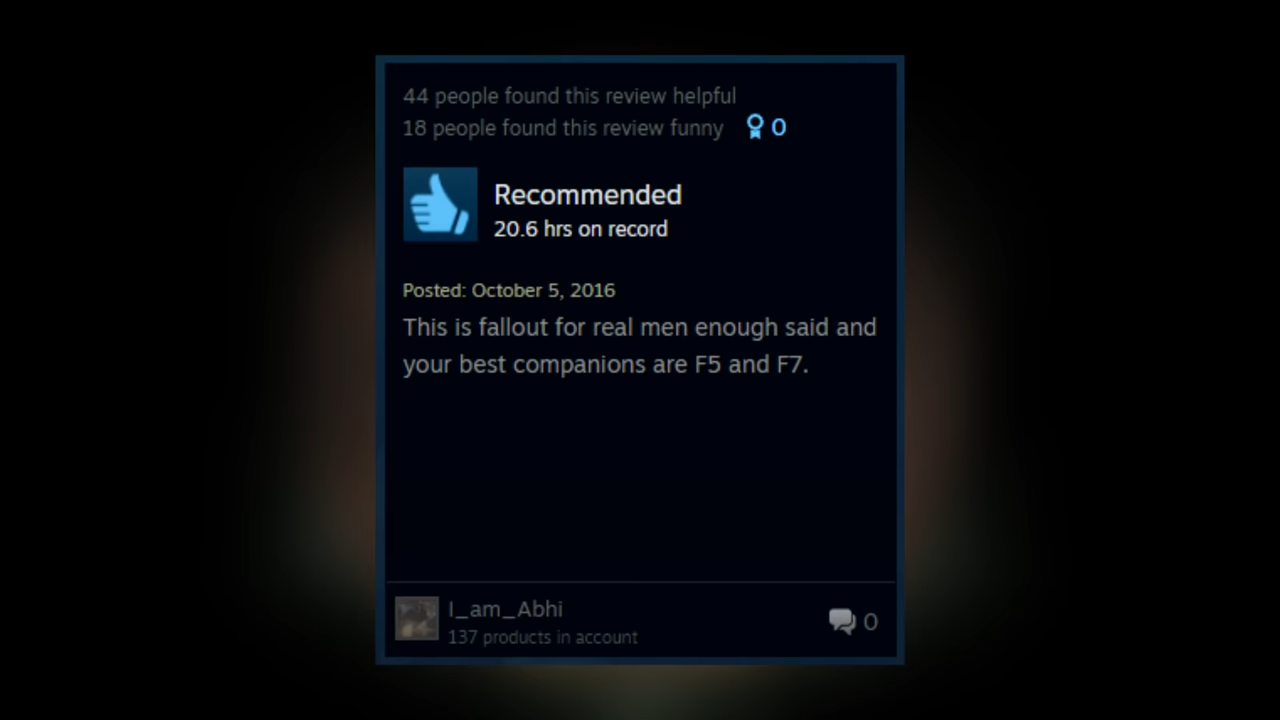 44 people found this review helpful
18 people found this review funny 0
Recommended
20.6 hrs on record
Posted: October 5, 2016
This is fallout for real men enough said and
your best companions are F5 and F7.
I_am_Abhi
137 products in account
0